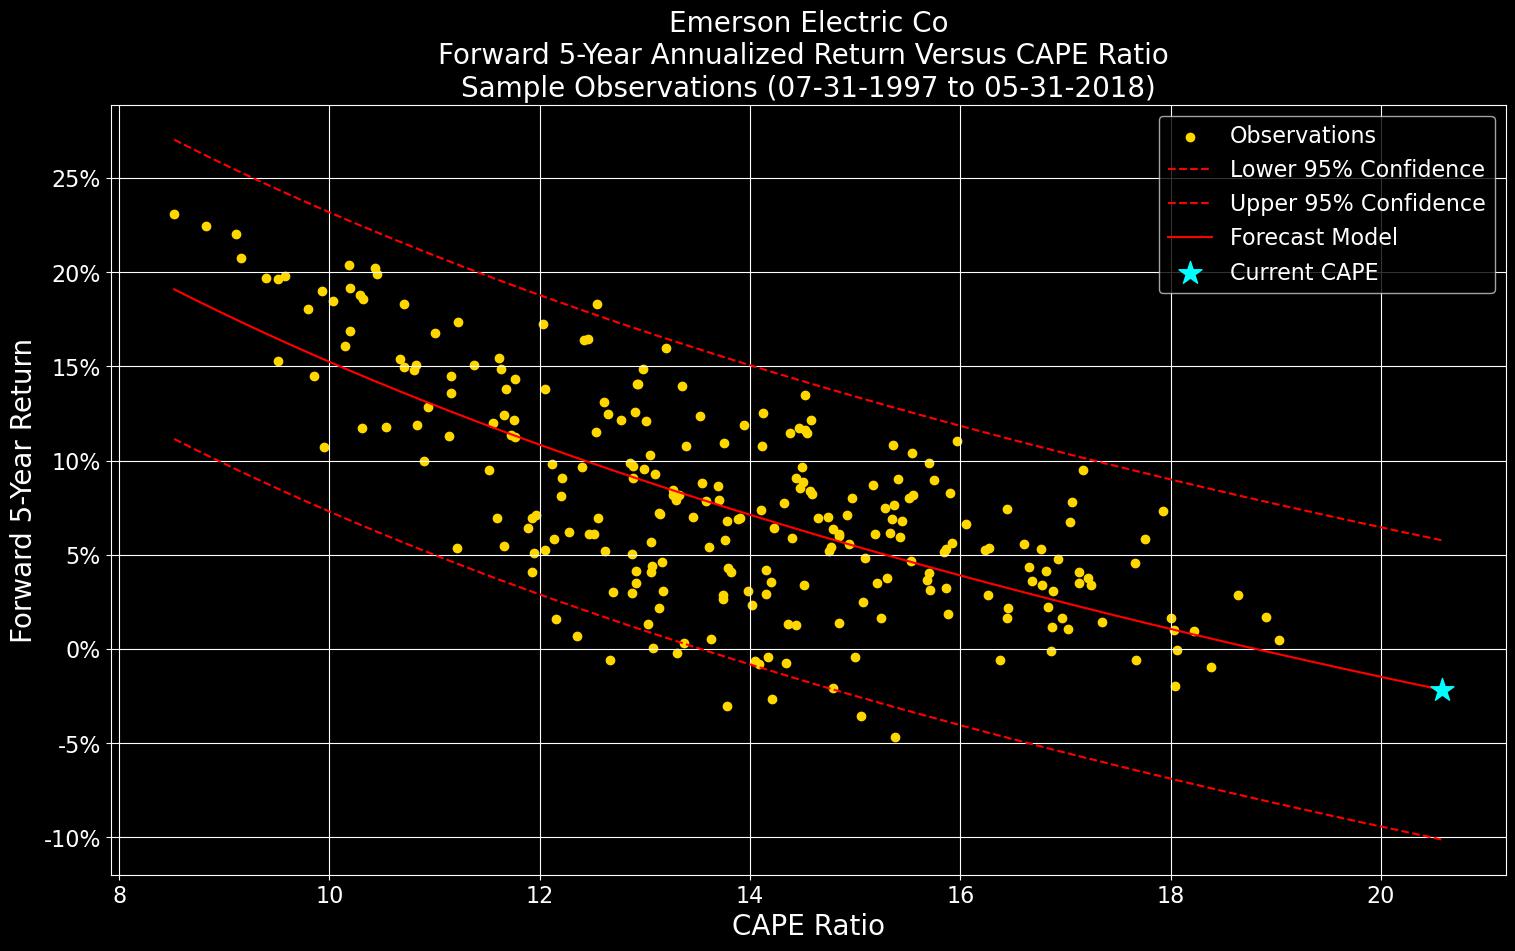 Emerson Electric Co
Forward 5-Year Annualized Return Versus CAPE Ratio
Sample Observations (07-31-1997 to 05-31-2018)
Observations
Lower 95% Confidence
Upper 95% Confidence
Forecast Model
Current CAPE
Forward 5-Year Return
25%
20%
15%
10%
5%
0%
-5%
-10%
8 10 12 14 16 18 20
CAPE Ratio